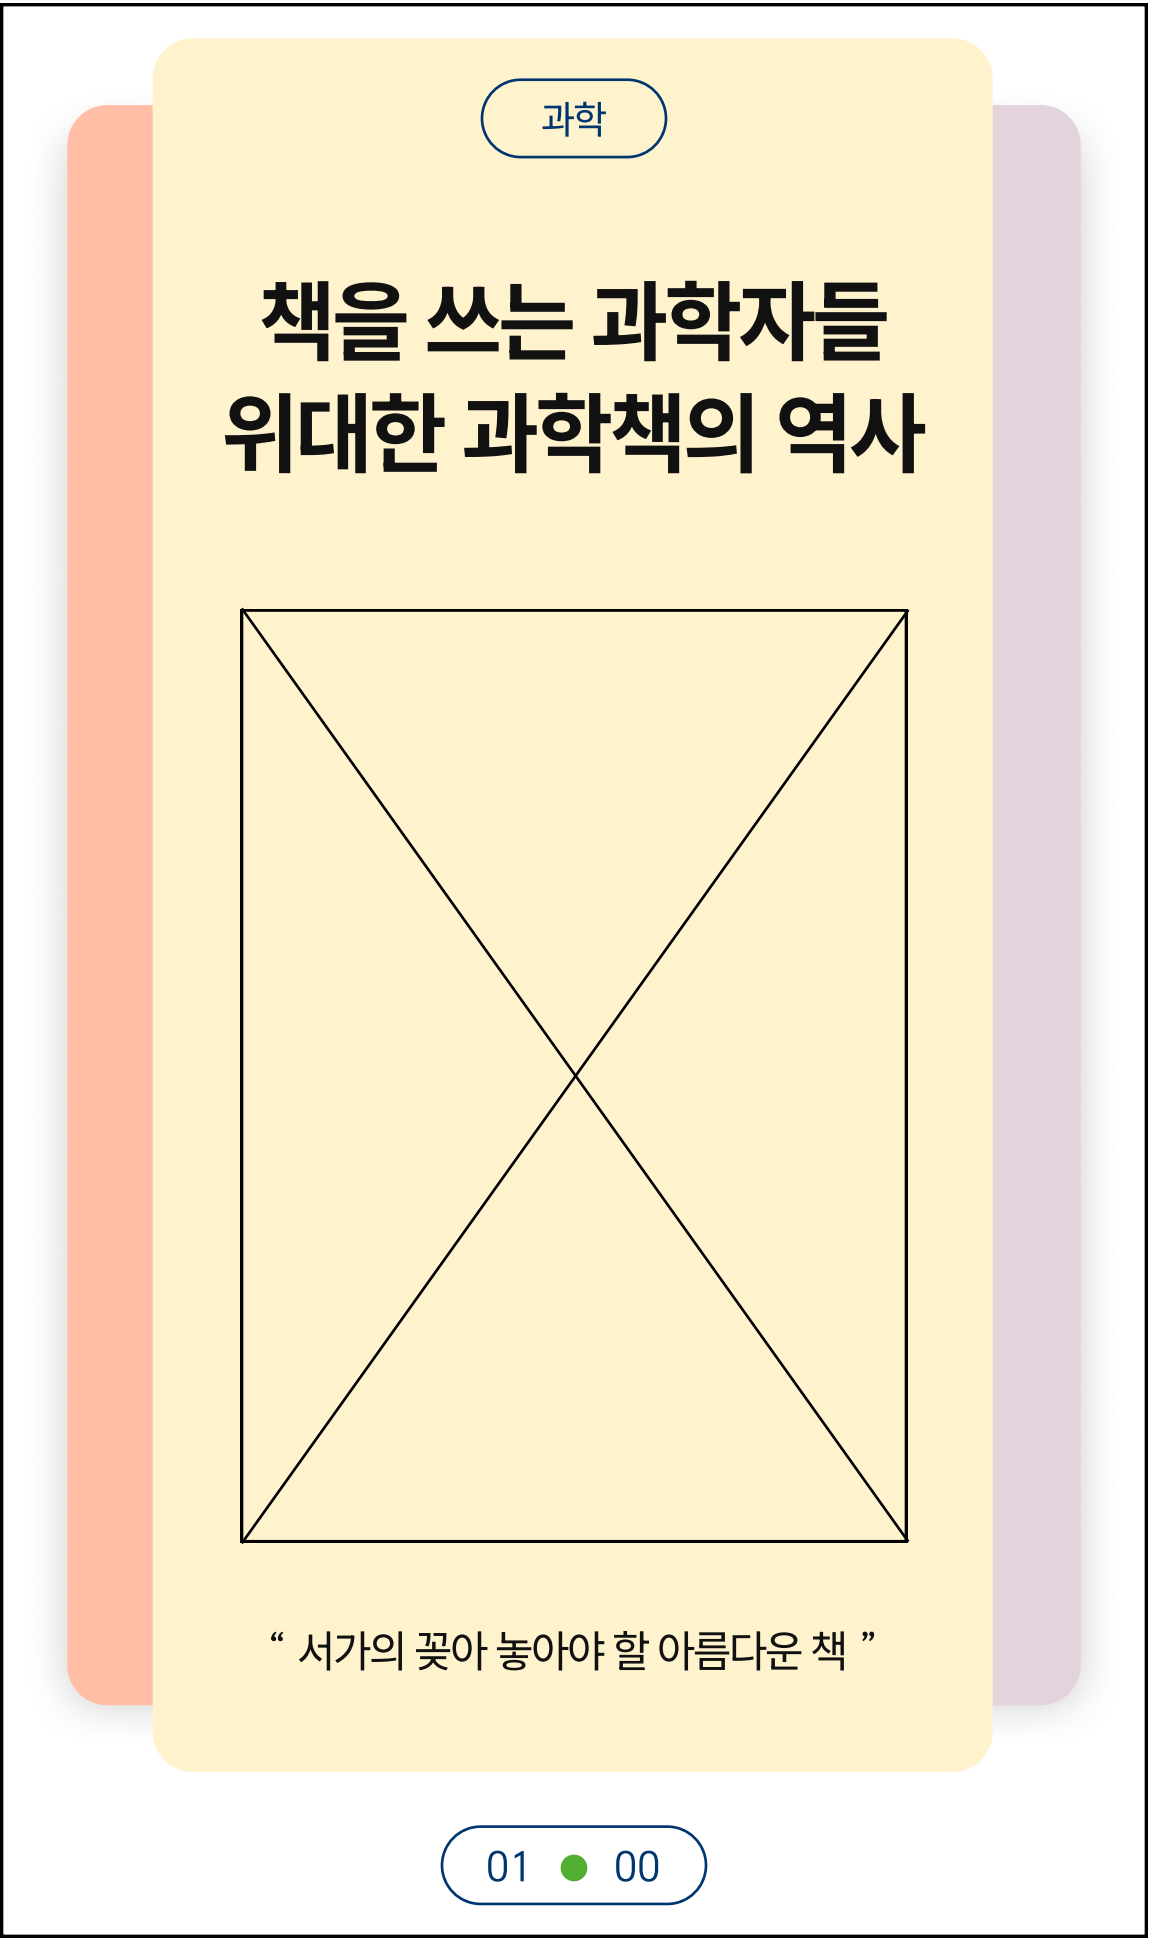 과학
책을 쓰는 과학자들
위대한 과학책의 역사
“ 서가의 꽂아 놓아야 할 아름다운 책 ”
01 ● 00